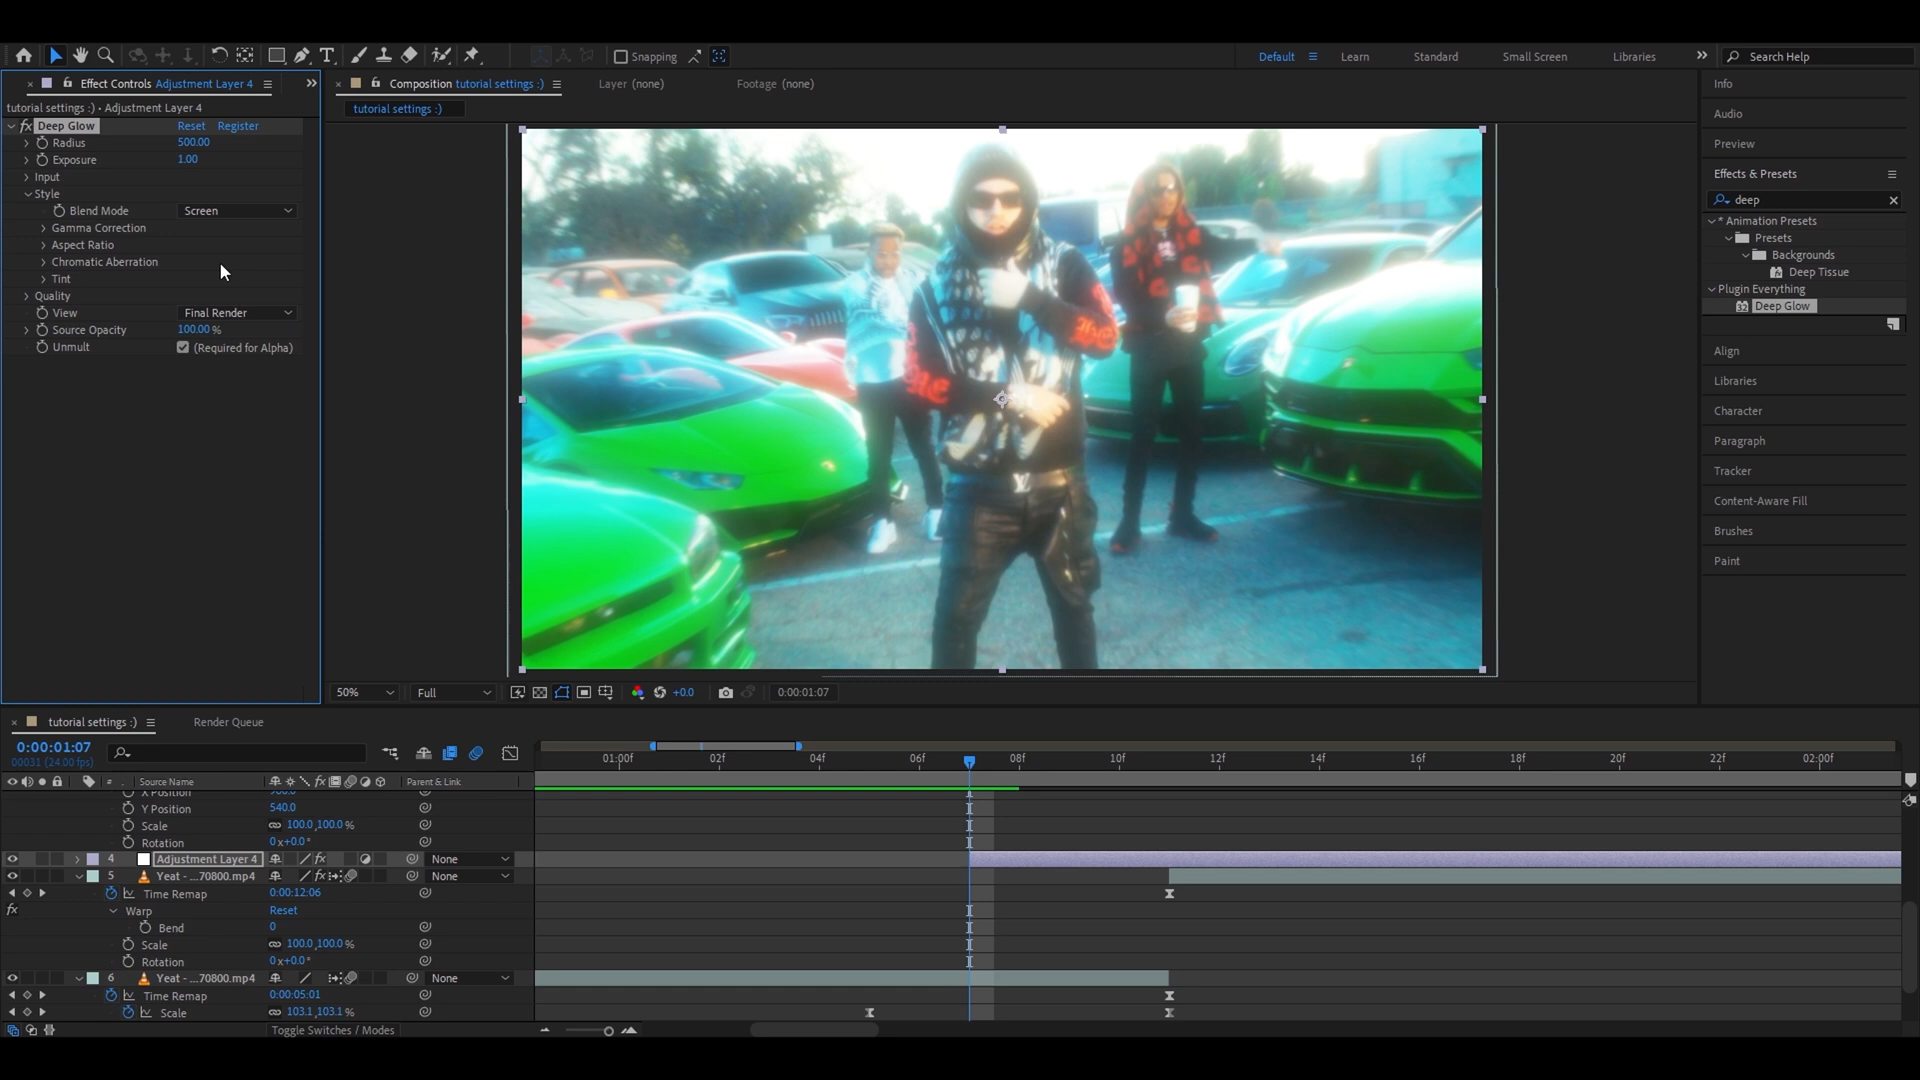 Snapping
Default
Learn
Standard
Small Screen
Libraries
Search Help
Effect Controls Adjustment Layer 4
Composition tutorial settings :)
Layer (none)
Footage (none)
tutorial settings :) • Adjustment Layer 4
tutorial settings :)
fx Deep Glow Reset Register
Radius 500.00
Exposure 1.00
Input
Style
Blend Mode Screen
Gamma Correction
Aspect Ratio
Chromatic Aberration
Tint
Quality
View Final Render
Source Opacity 100.00 %
Unmult (Required for Alpha)
Info
Audio
Preview
Effects & Presets
deep
* Animation Presets
Presets
Backgrounds
Deep Tissue
Plugin Everything
32 Deep Glow
Align
Libraries
Character
Paragraph
Tracker
Content-Aware Fill
Brushes
Paint
50% Full +0.0 0:00:01:07
tutorial settings :) Render Queue
0:00:01:07
00031 (24.00 fps)
01:00f 02f 04f 06f 08f 10f 12f 14f 16f 18f 20f 22f 02:00f
# Source Name Parent & Link
X Position
Y Position 540.0
Scale 100.0,100.0 %
Rotation 0x+0.0°
4 Adjustment Layer 4 fx None
5 Yeat - ...70800.mp4 fx None
Time Remap 0:00:12:06
fx Warp Reset
Bend 0
Scale 100.0,100.0 %
Rotation 0x+0.0°
6 Yeat - ...70800.mp4 None
Time Remap 0:00:05:01
Scale 103.1,103.1 %
Toggle Switches / Modes